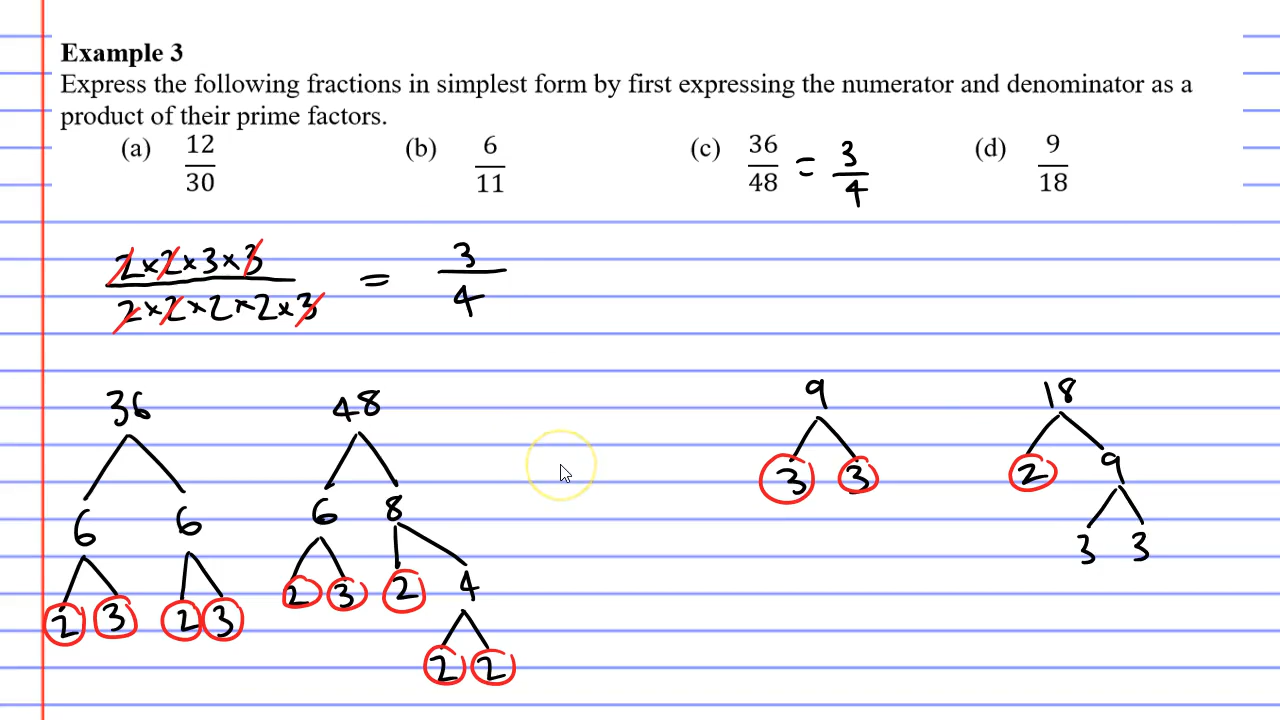 Example 3
Express the following fractions in simplest form by first expressing the numerator and denominator as a
product of their prime factors.
(a) 12/30 (b) 6/11 (c) 36/48 = 3/4 (d) 9/18
2 × 2 × 3 × 3 / 2 × 2 × 2 × 2 × 3 = 3/4
36 48 9 18
3 3 2 9
6 6 6 8
3 3
2 3 2 3 2 3 2 4
2 2